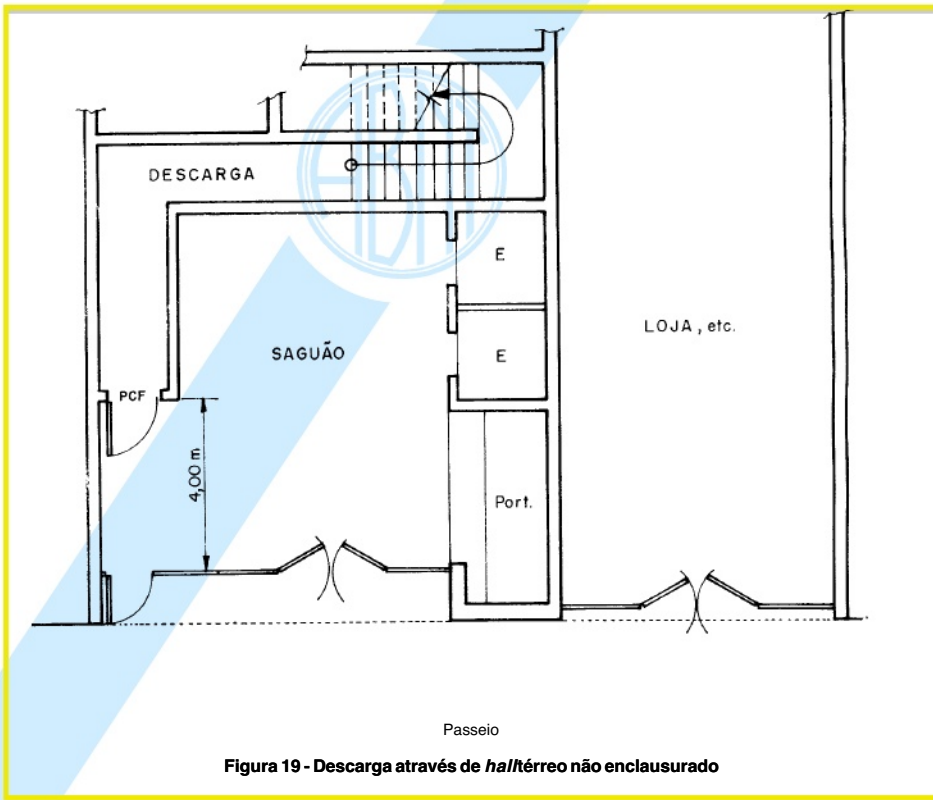 DESCARGA
E
SAGUÃO
LOJA, etc.
E
PCF
4,00 m
Port.
Passeio
Figura 19 - Descarga através de hall térreo não enclausurado